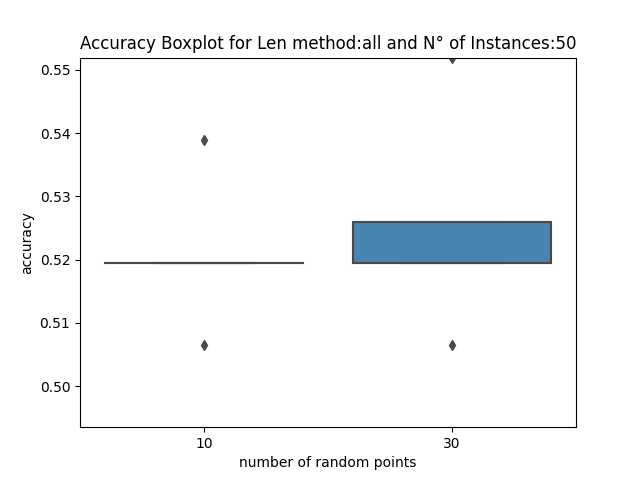 Accuracy Boxplot for Len method:all and N° of Instances:50
0.55
0.54
0.53
0.52
0.51
0.50
accuracy
10 30
number of random points